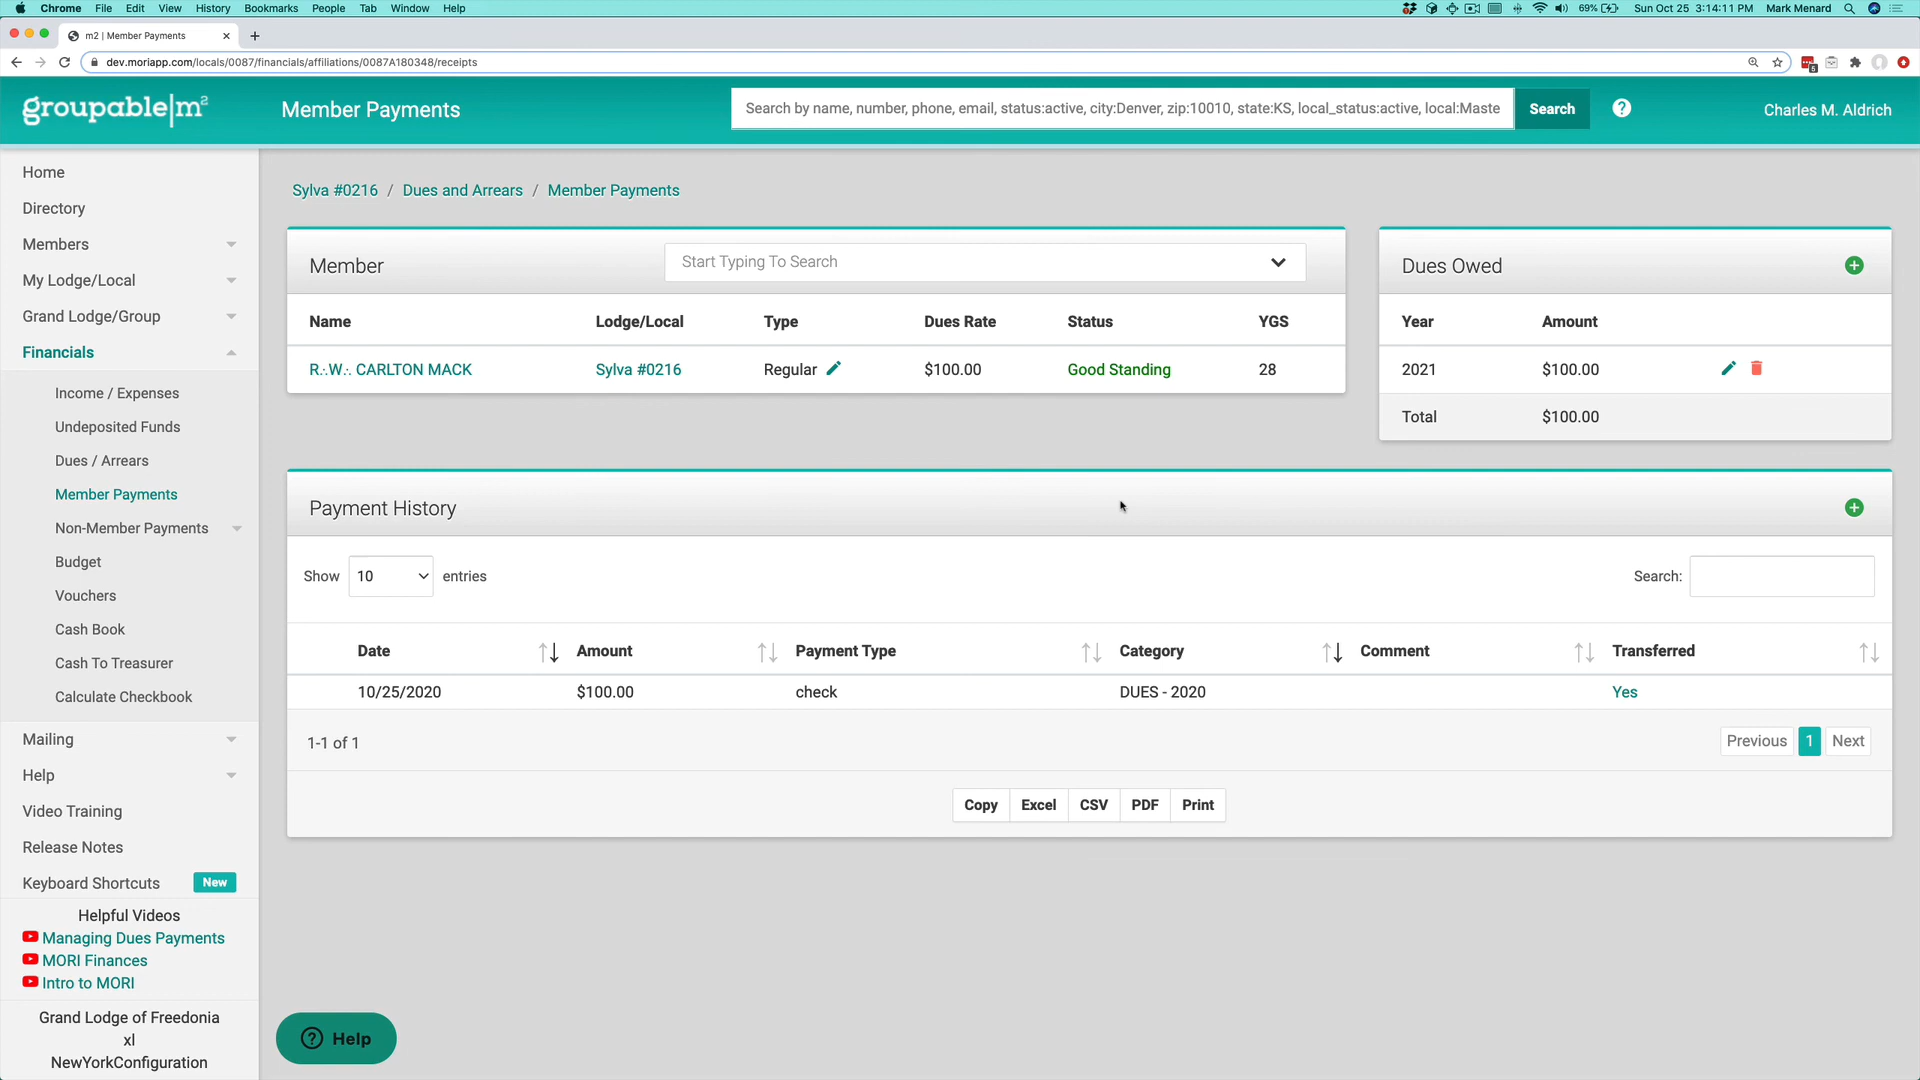 Chrome File Edit View History Bookmarks People Tab Window Help 69% Sun Oct 25 3:14:11 PM Mark Menard
m2 | Member Payments
dev.moriapp.com/locals/0087/financials/affiliations/0087A180348/receipts
groupable|m² Member Payments Search by name, number, phone, email, status:active, city:Denver, zip:10010, state:KS, local_status:active, local:Maste Search Charles M. Aldrich
Home
Directory
Members
My Lodge/Local
Grand Lodge/Group
Financials
Income / Expenses
Undeposited Funds
Dues / Arrears
Member Payments
Non-Member Payments
Budget
Vouchers
Cash Book
Cash To Treasurer
Calculate Checkbook
Mailing
Help
Video Training
Release Notes
Keyboard Shortcuts New
Helpful Videos
Managing Dues Payments
MORI Finances
Intro to MORI
Grand Lodge of Freedonia
xl
NewYorkConfiguration
Sylva #0216 / Dues and Arrears / Member Payments
Member Start Typing To Search
Name Lodge/Local Type Dues Rate Status YGS
R∴W∴ CARLTON MACK Sylva #0216 Regular $100.00 Good Standing 28
Dues Owed
Year Amount
2021 $100.00
Total $100.00
Payment History
Show 10 entries Search:
Date Amount Payment Type Category Comment Transferred
10/25/2020 $100.00 check DUES - 2020 Yes
1-1 of 1 Previous 1 Next
Copy Excel CSV PDF Print
Help